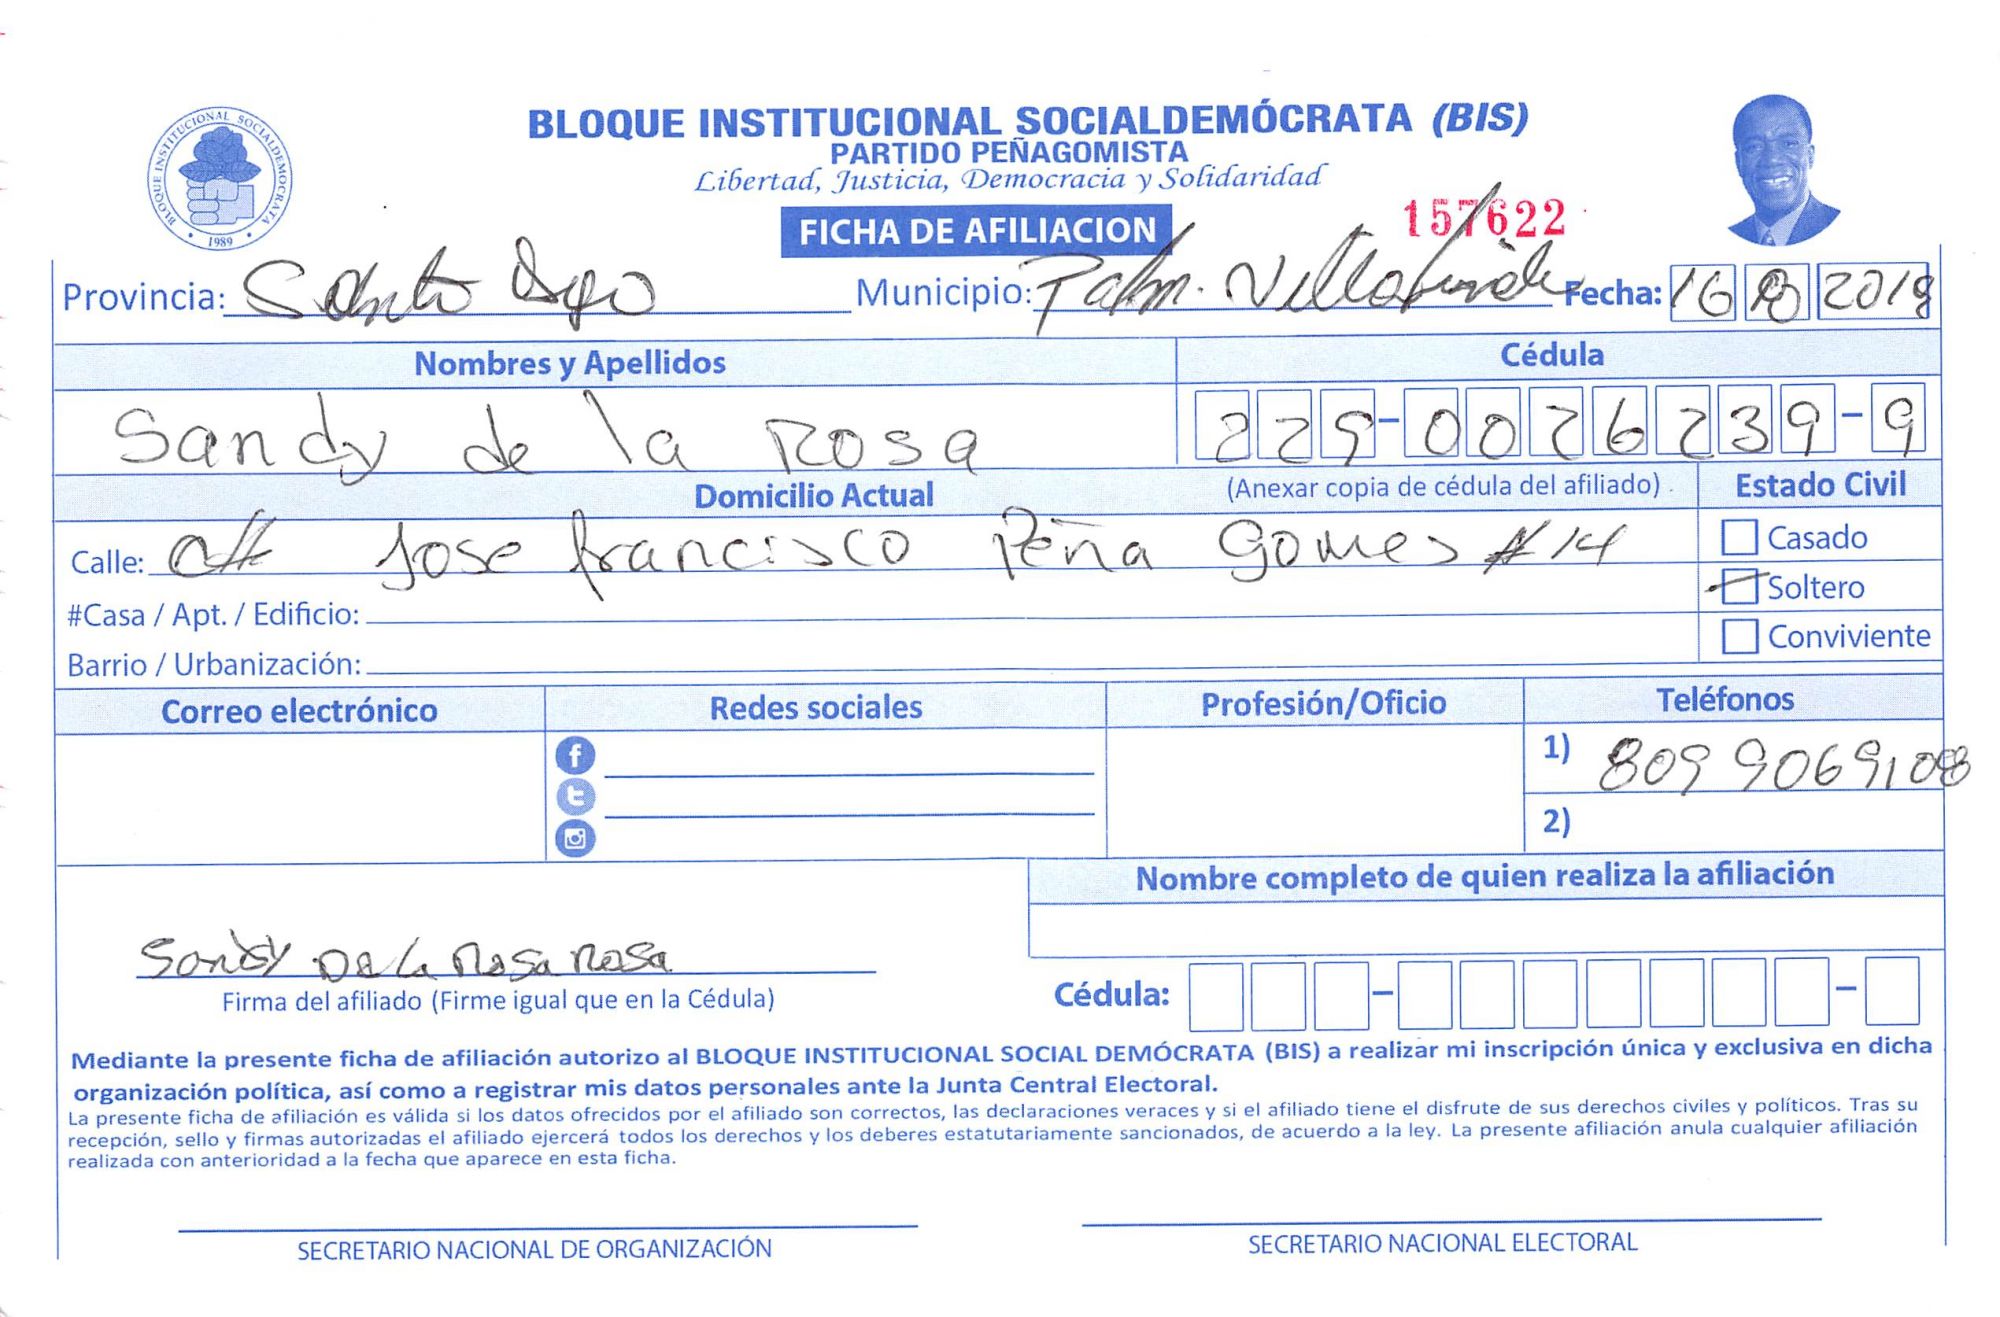 BLOQUE INSTITUCIONAL SOCIALDEMOCRATA
1989
BLOQUE INSTITUCIONAL SOCIALDEMÓCRATA (BIS)
PARTIDO PEÑAGOMISTA
Libertad, Justicia, Democracia y Solidaridad
FICHA DE AFILIACION
157622
Provincia: Santo Dgo Municipio: Palm. Villa Fecha: 16 2018
Nombres y Apellidos Cédula
Sandy de la Rosa 229-0026239-9
Domicilio Actual (Anexar copia de cédula del afiliado) Estado Civil
Calle: Jose francisco Peña Gomes #14 Casado
Soltero
#Casa / Apt. / Edificio:
Conviviente
Barrio / Urbanización:
Correo electrónico Redes sociales Profesión/Oficio Teléfonos
1) 809 9069108
2)
Nombre completo de quien realiza la afiliación
Sandy De La Rosa Rosa
Firma del afiliado (Firme igual que en la Cédula) Cédula: - -
Mediante la presente ficha de afiliación autorizo al BLOQUE INSTITUCIONAL SOCIAL DEMÓCRATA (BIS) a realizar mi inscripción única y exclusiva en dicha
organización política, así como a registrar mis datos personales ante la Junta Central Electoral.
La presente ficha de afiliación es válida si los datos ofrecidos por el afiliado son correctos, las declaraciones veraces y si el afiliado tiene el disfrute de sus derechos civiles y políticos. Tras su
recepción, sello y firmas autorizadas el afiliado ejercerá todos los derechos y los deberes estatutariamente sancionados, de acuerdo a la ley. La presente afiliación anula cualquier afiliación
realizada con anterioridad a la fecha que aparece en esta ficha.
SECRETARIO NACIONAL DE ORGANIZACIÓN SECRETARIO NACIONAL ELECTORAL